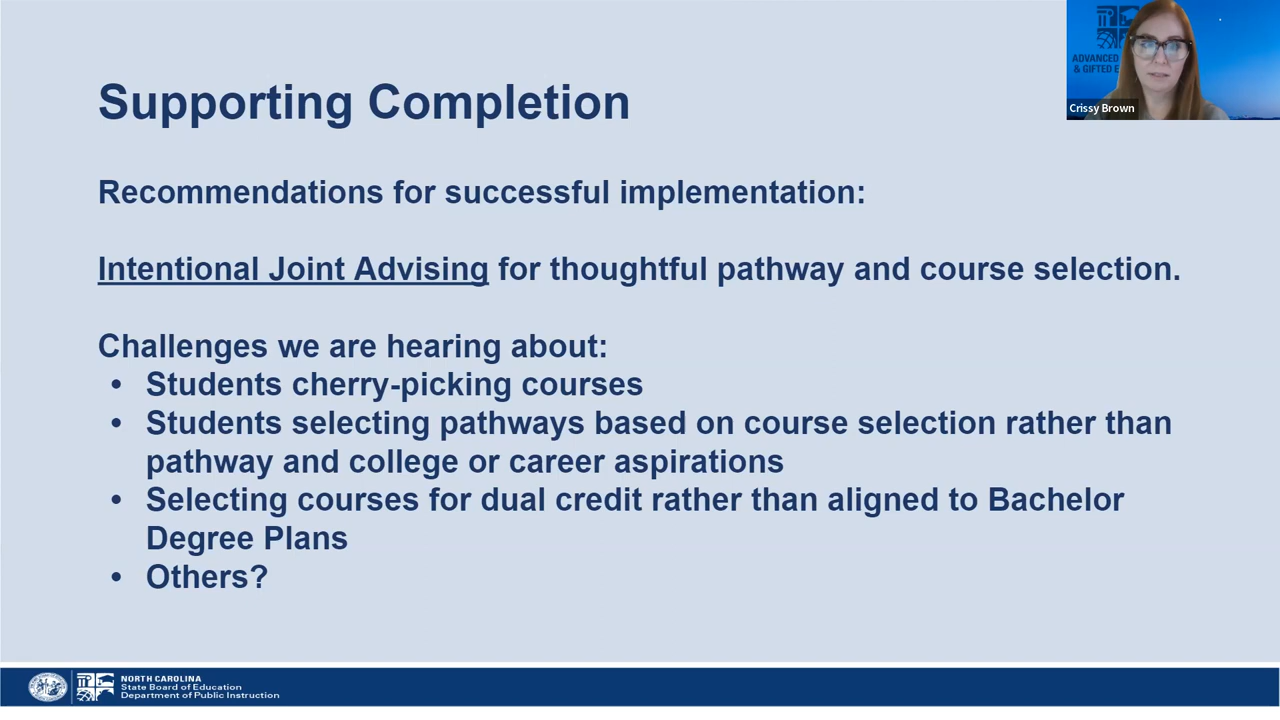 Supporting Completion
ADVANCED
& GIFTED E
Crissy Brown
Recommendations for successful implementation:
Intentional Joint Advising for thoughtful pathway and course selection.
Challenges we are hearing about:
• Students cherry-picking courses
• Students selecting pathways based on course selection rather than
pathway and college or career aspirations
• Selecting courses for dual credit rather than aligned to Bachelor
Degree Plans
• Others?
NORTH CAROLINA
State Board of Education
Department of Public Instruction